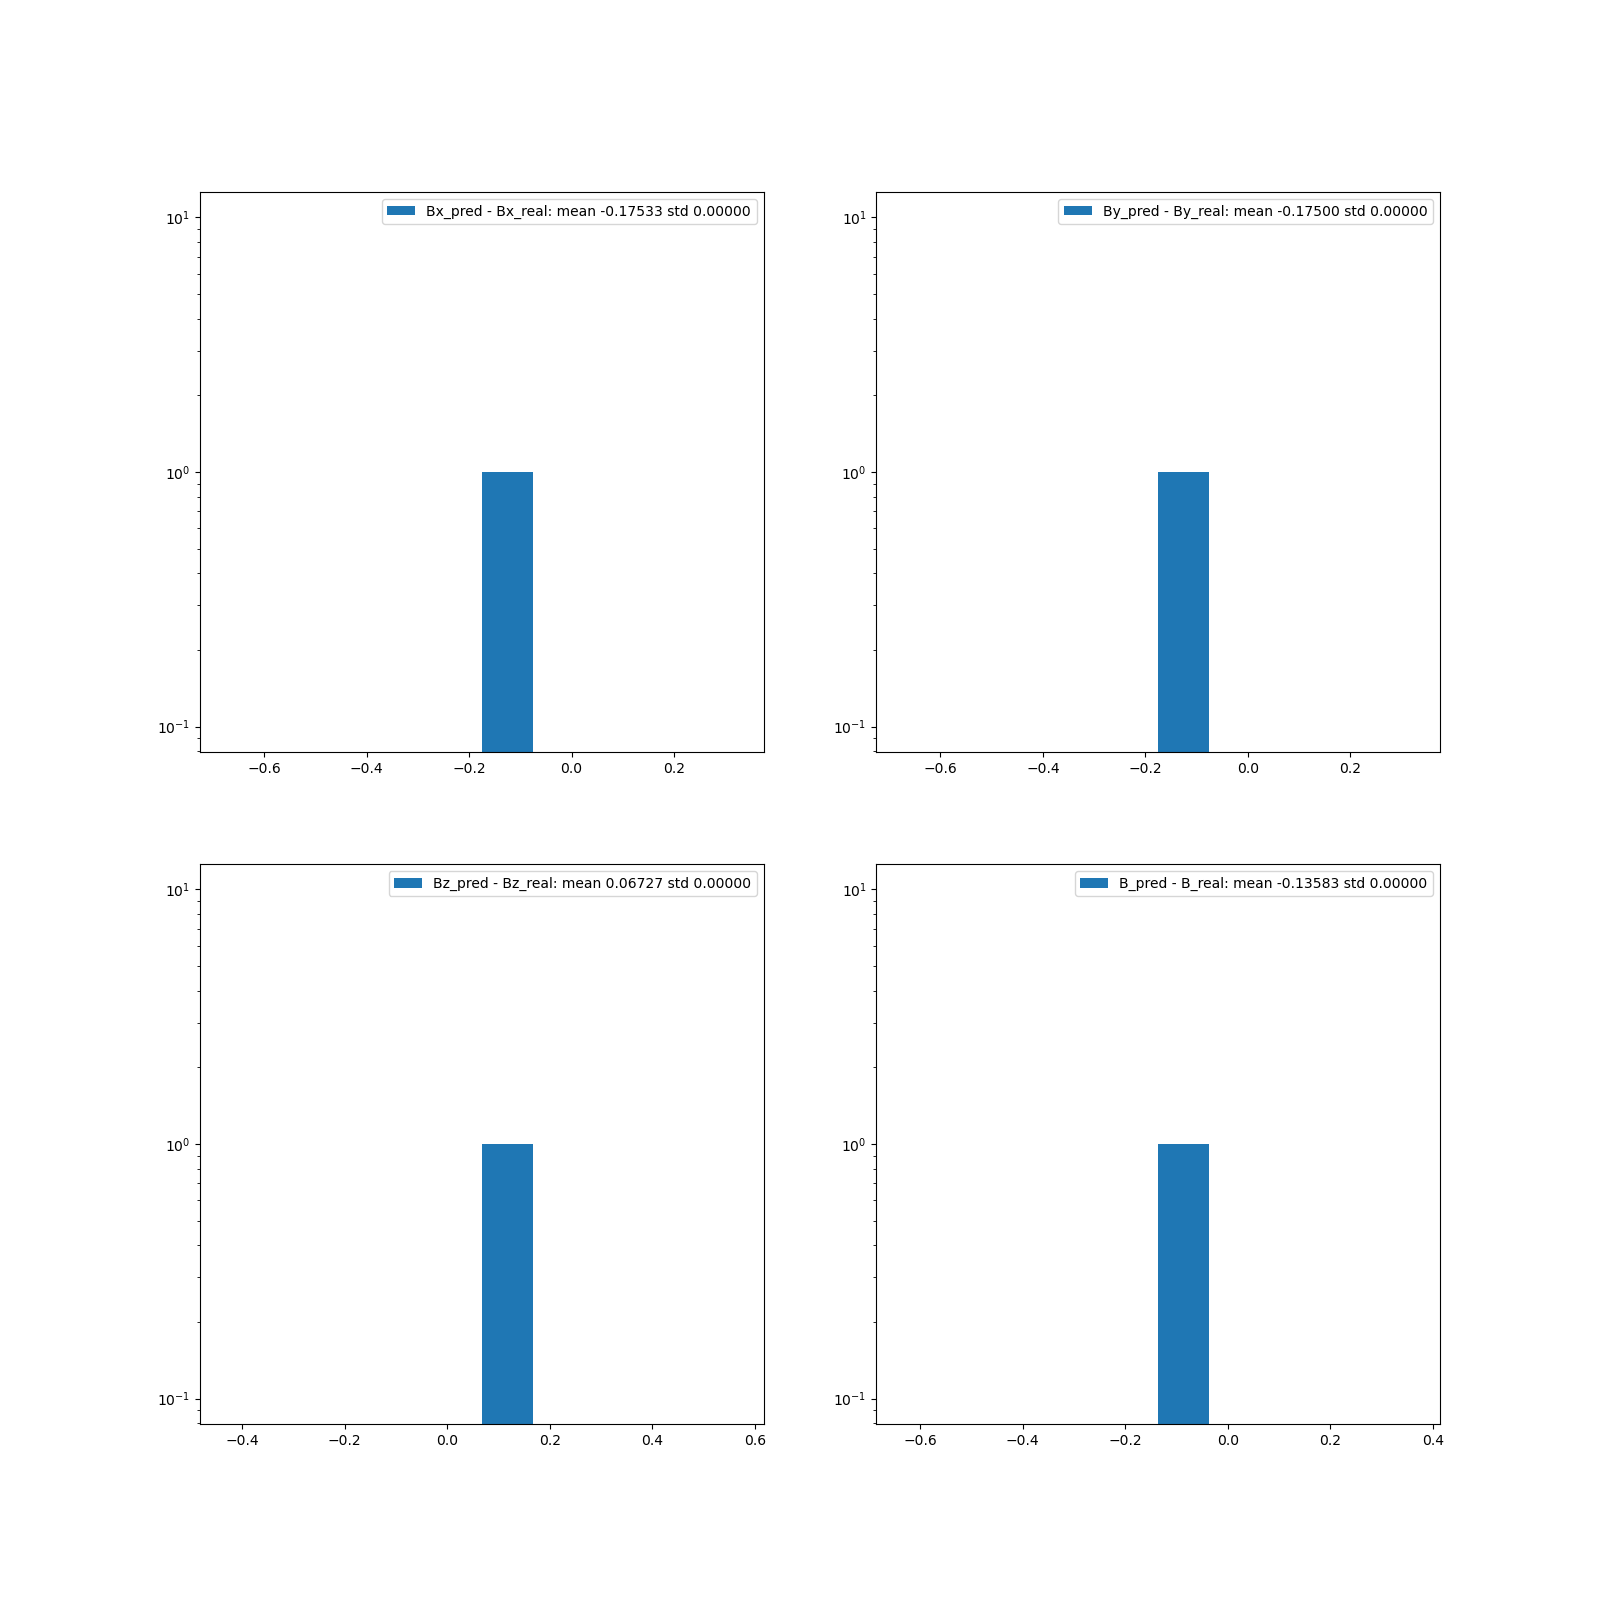 Bx_pred - Bx_real: mean -0.17533 std 0.00000
10¹
10⁰
10⁻¹
−0.6 −0.4 −0.2 0.0 0.2
By_pred - By_real: mean -0.17500 std 0.00000
10¹
10⁰
10⁻¹
−0.6 −0.4 −0.2 0.0 0.2
Bz_pred - Bz_real: mean 0.06727 std 0.00000
10¹
10⁰
10⁻¹
−0.4 −0.2 0.0 0.2 0.4 0.6
B_pred - B_real: mean -0.13583 std 0.00000
10¹
10⁰
10⁻¹
−0.6 −0.4 −0.2 0.0 0.2 0.4